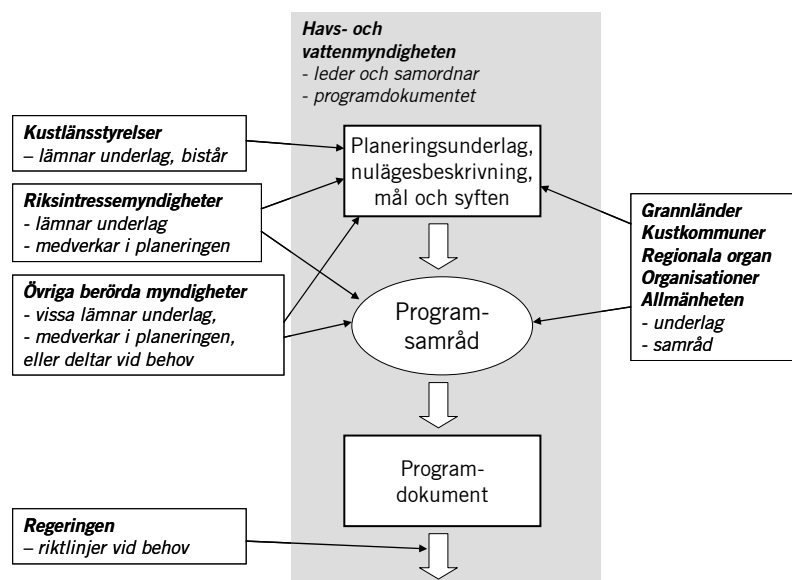 Havs- och
vattenmyndigheten
- leder och samordnar
- programdokumentet
Kustlänsstyrelser
– lämnar underlag, bistår
Planeringsunderlag,
nulägesbeskrivning,
mål och syften
Riksintressemyndigheter
- lämnar underlag
- medverkar i planeringen
Grannländer
Kustkommuner
Regionala organ
Organisationer
Allmänheten
- underlag
- samråd
Övriga berörda myndigheter
- vissa lämnar underlag,
- medverkar i planeringen,
eller deltar vid behov
Program-
samråd
Program-
dokument
Regeringen
– riktlinjer vid behov